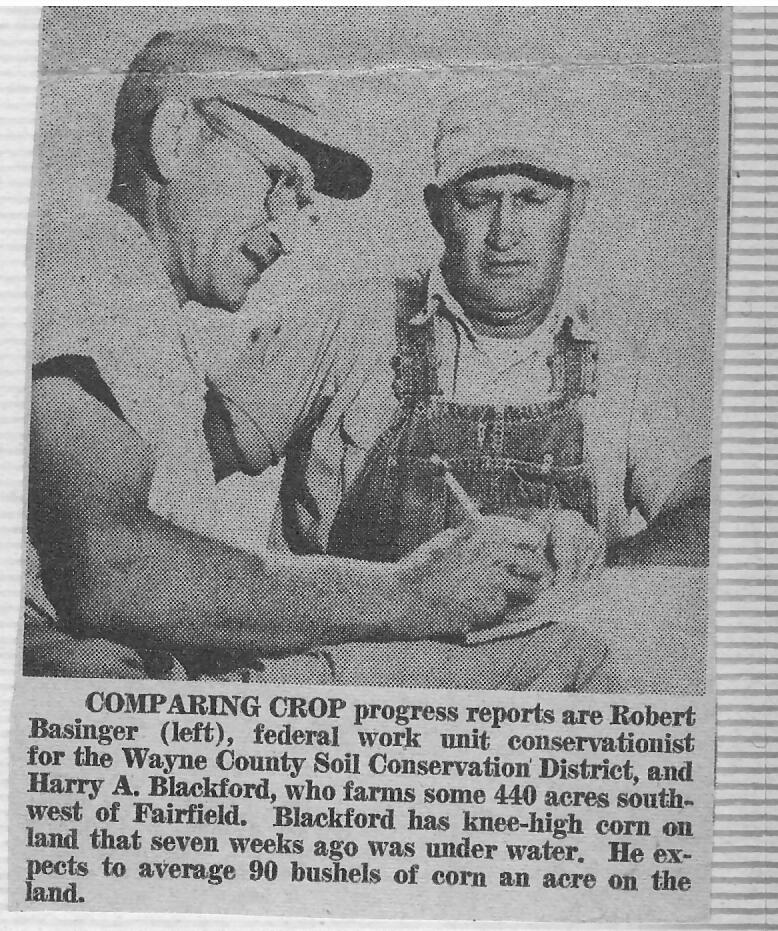 COMPARING CROP progress reports are Robert
Basinger (left), federal work unit conservationist
for the Wayne County Soil Conservation District, and
Harry A. Blackford, who farms some 440 acres south-
west of Fairfield. Blackford has knee-high corn on
land that seven weeks ago was under water. He ex-
pects to average 90 bushels of corn an acre on the
land.